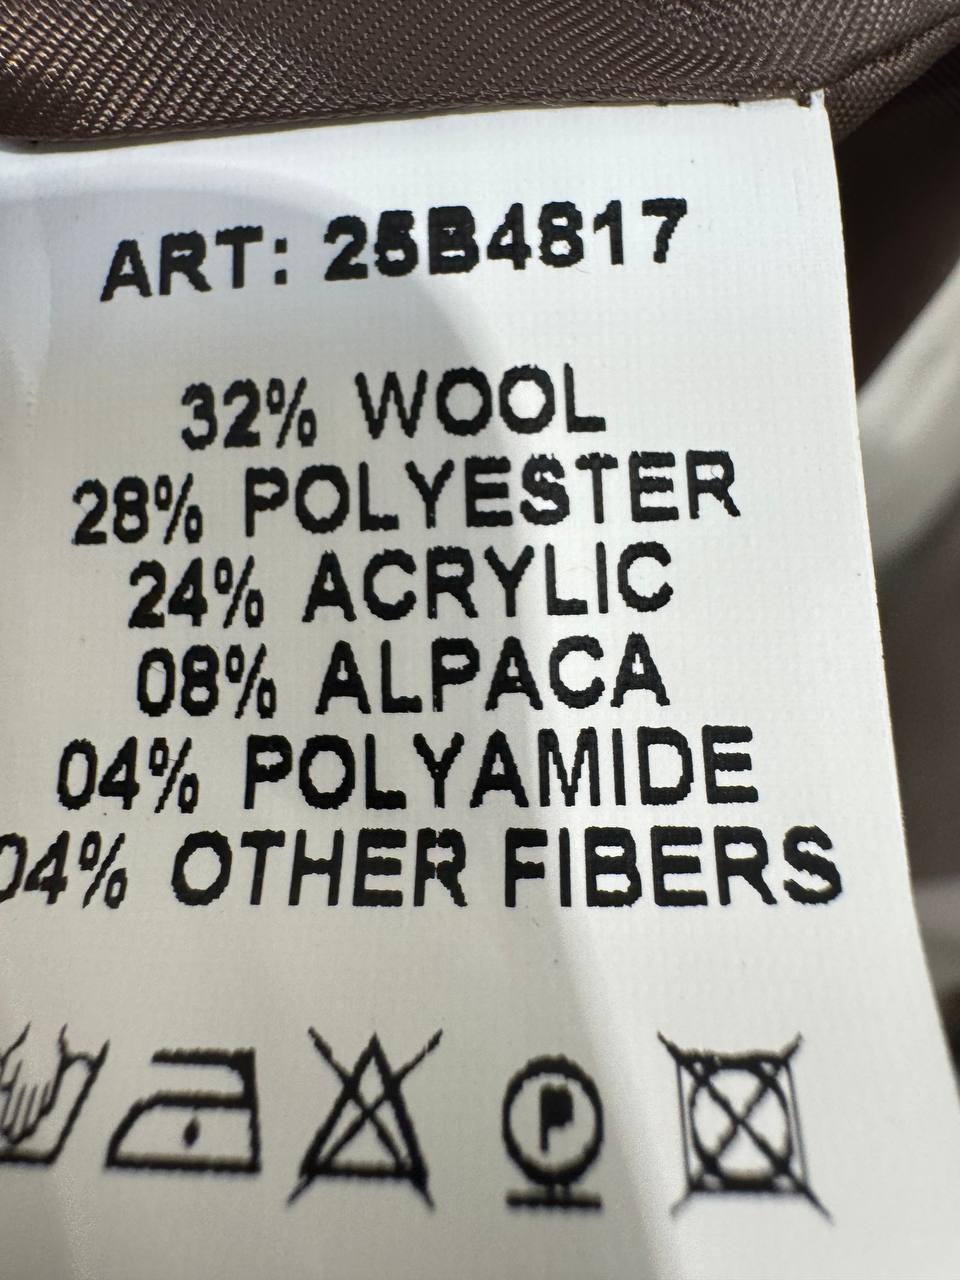 ART: 25B4817
32% WOOL
28% POLYESTER
24% ACRYLIC
08% ALPACA
04% POLYAMIDE
04% OTHER FIBERS
P